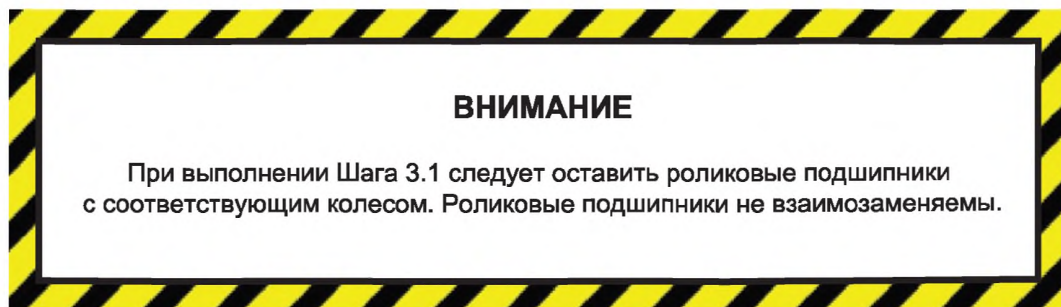 ВНИМАНИЕ
При выполнении Шага 3.1 следует оставить роликовые подшипники
с соответствующим колесом. Роликовые подшипники не взаимозаменяемы.